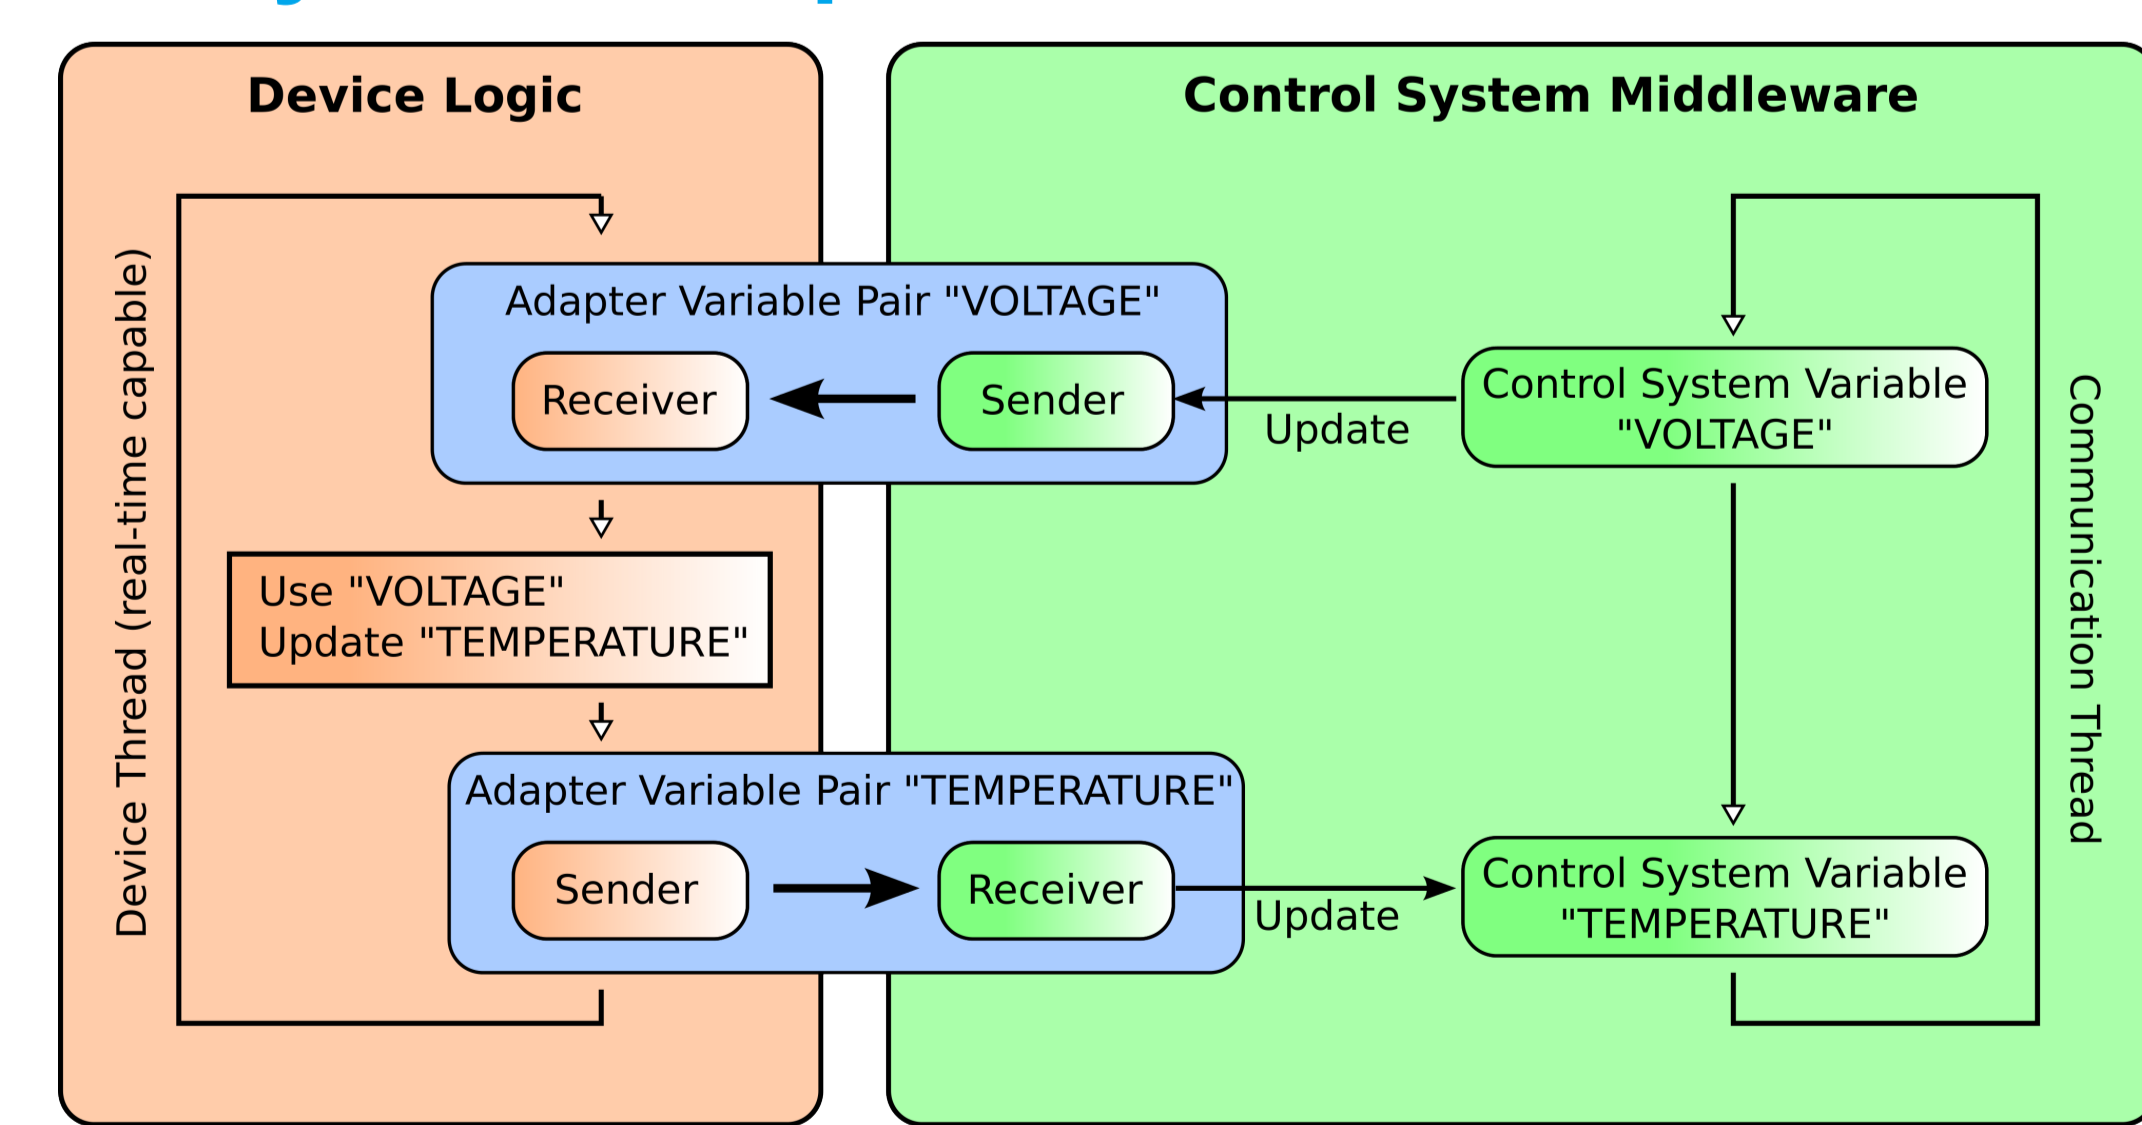 Device Logic
Control System Middleware
Device Thread (real-time capable)
Adapter Variable Pair "VOLTAGE"
Receiver
Sender
Update
Control System Variable
"VOLTAGE"
Communication Thread
Use "VOLTAGE"
Update "TEMPERATURE"
Adapter Variable Pair "TEMPERATURE"
Sender
Receiver
Update
Control System Variable
"TEMPERATURE"